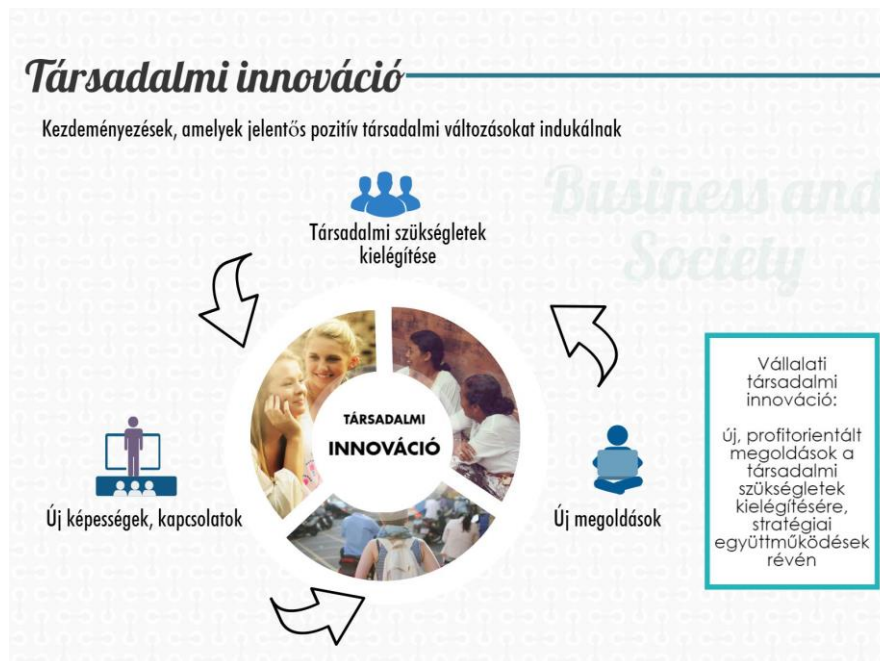 Társadalmi innováció
Kezdeményezések, amelyek jelentős pozitív társadalmi változásokat indukálnak
Business and
Society
Társadalmi szükségletek
kielégítése
TÁRSADALMI
INNOVÁCIÓ
Új képességek, kapcsolatok
Új megoldások
Vállalati
társadalmi
innováció:
új, profitorientált
megoldások a
társadalmi
szükségletek
kielégítésére,
stratégiai
együttműködések
révén